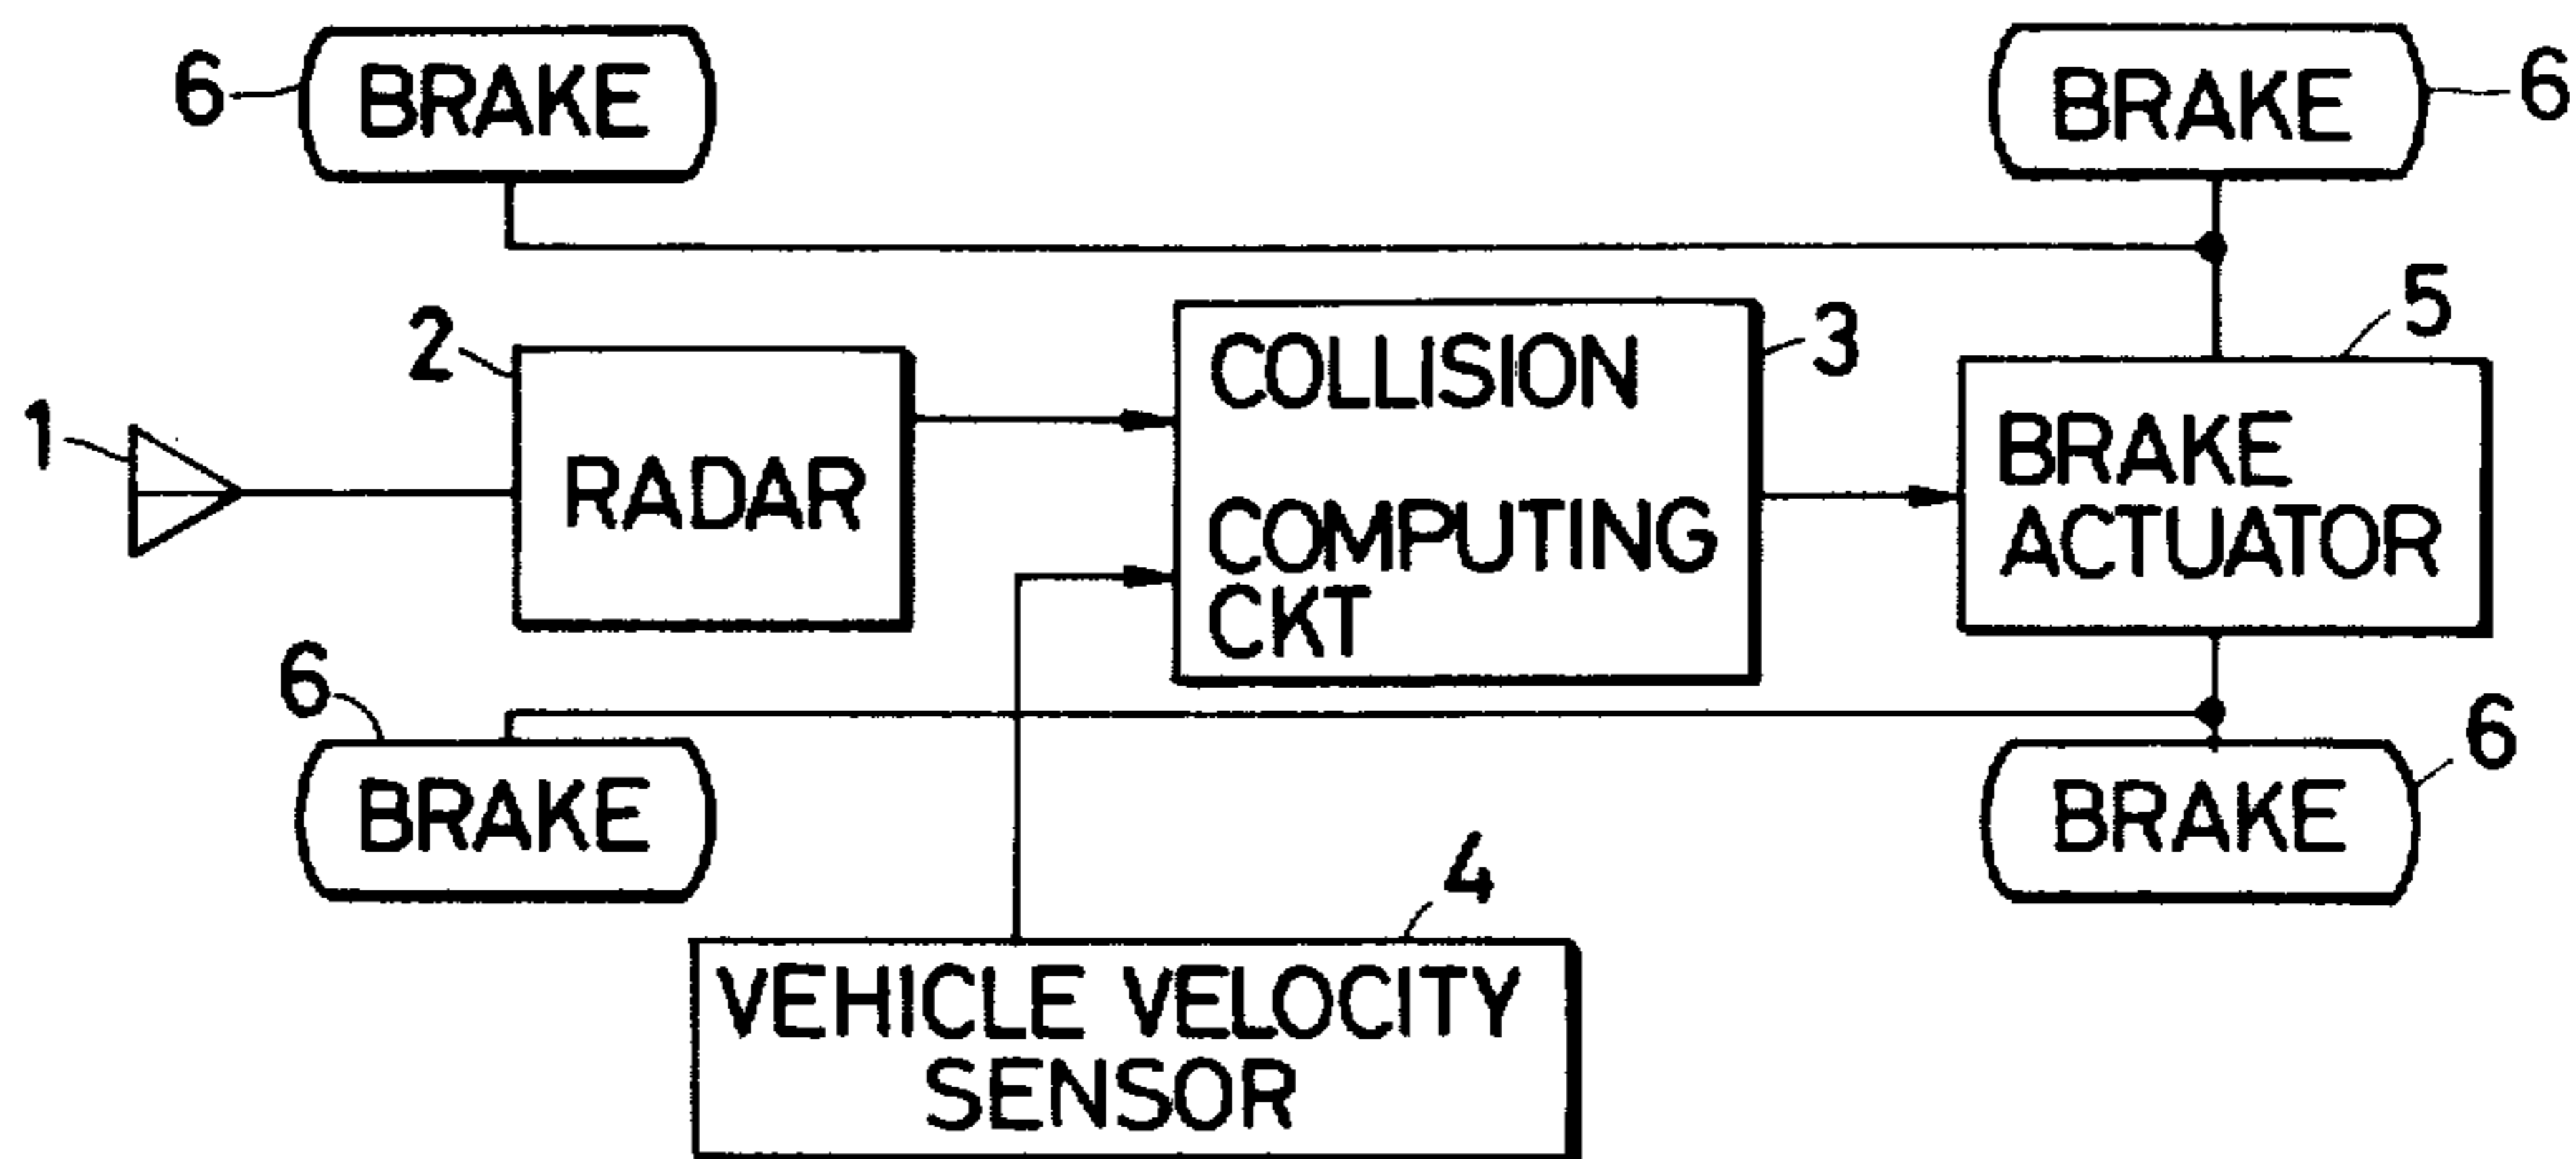 6 BRAKE
BRAKE 6
5
2
COLLISION
3
1
RADAR
BRAKE
COMPUTING
ACTUATOR
CKT
6
6
BRAKE
BRAKE
4
VEHICLE VELOCITY
SENSOR